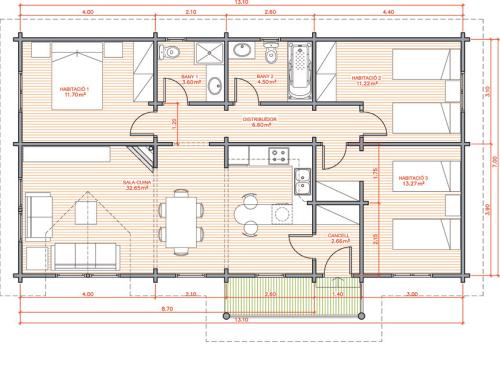 13.10
4.00 2.10 2.60 4.40
HABITACIÓ 1
11.70m²
BANY 1
3.60m²
BANY 2
4.50m²
HABITACIÓ 2
11.22m²
3.10
1.20
DISTRIBUÏDOR
6.60m²
7.00
SALA-CUINA
32.65m²
1.75
HABITACIÓ 3
13.27m²
3.90
CANCELL
2.66m²
2.15
4.00 2.10 2.60 1.40 3.00
8.70
13.10